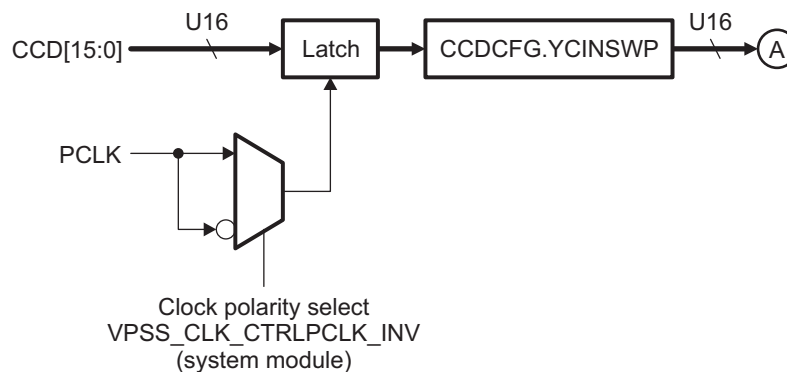 U16
U16
CCD[15:0]
Latch
CCDCFG.YCINSWP
A
PCLK
Clock polarity select
VPSS_CLK_CTRLPCLK_INV
(system module)